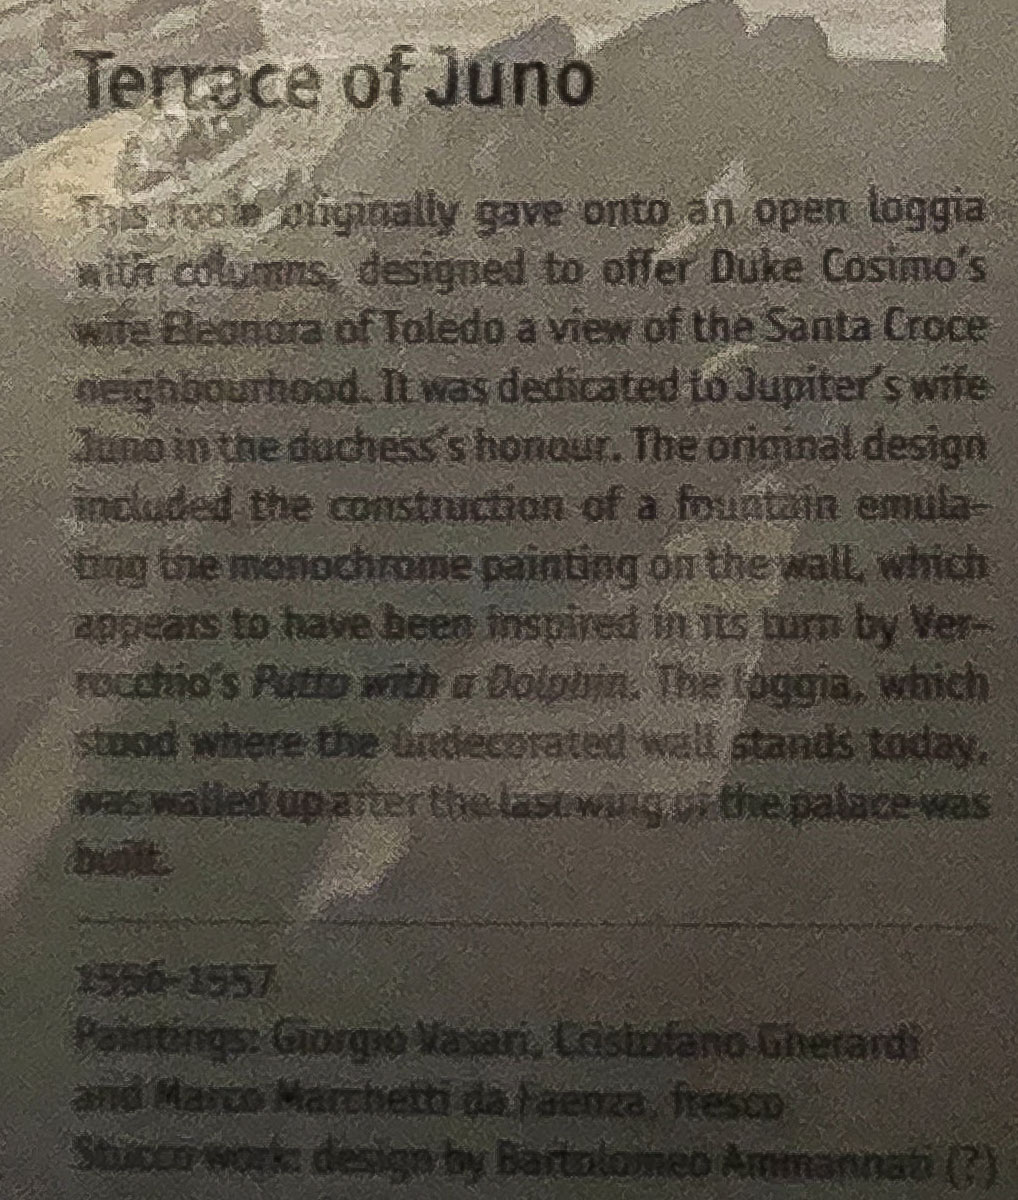 Terrace of Juno
This room originally gave onto an open loggia
with columns, designed to offer Duke Cosimo's
wife Eleonora of Toledo a view of the Santa Croce
neighbourhood. It was dedicated to Jupiter's wife
Juno in the duchess's honour. The original design
included the construction of a fountain emula-
ting the monochrome painting on the wall, which
appears to have been inspired in its turn by Ver-
rocchio's Putto with a Dolphin. The loggia, which
stood where the undecorated wall stands today,
was walled up after the last wing of the palace was
built.
1556-1557
Paintings: Giorgio Vasari, Cristofano Gherardi
and Marco Marchetti da Faenza, fresco
Stucco work: design by Bartolomeo Ammannati (?)